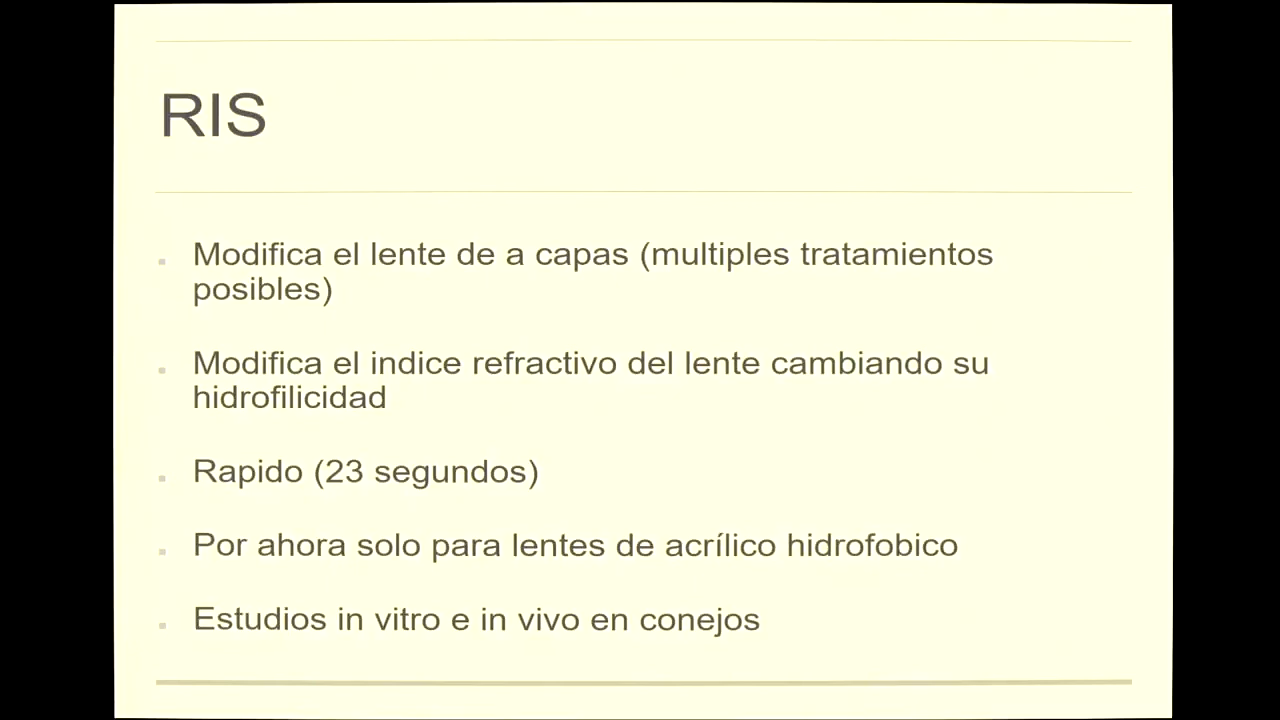 RIS
Modifica el lente de a capas (multiples tratamientos
posibles)
Modifica el indice refractivo del lente cambiando su
hidrofilicidad
Rapido (23 segundos)
Por ahora solo para lentes de acrílico hidrofobico
Estudios in vitro e in vivo en conejos